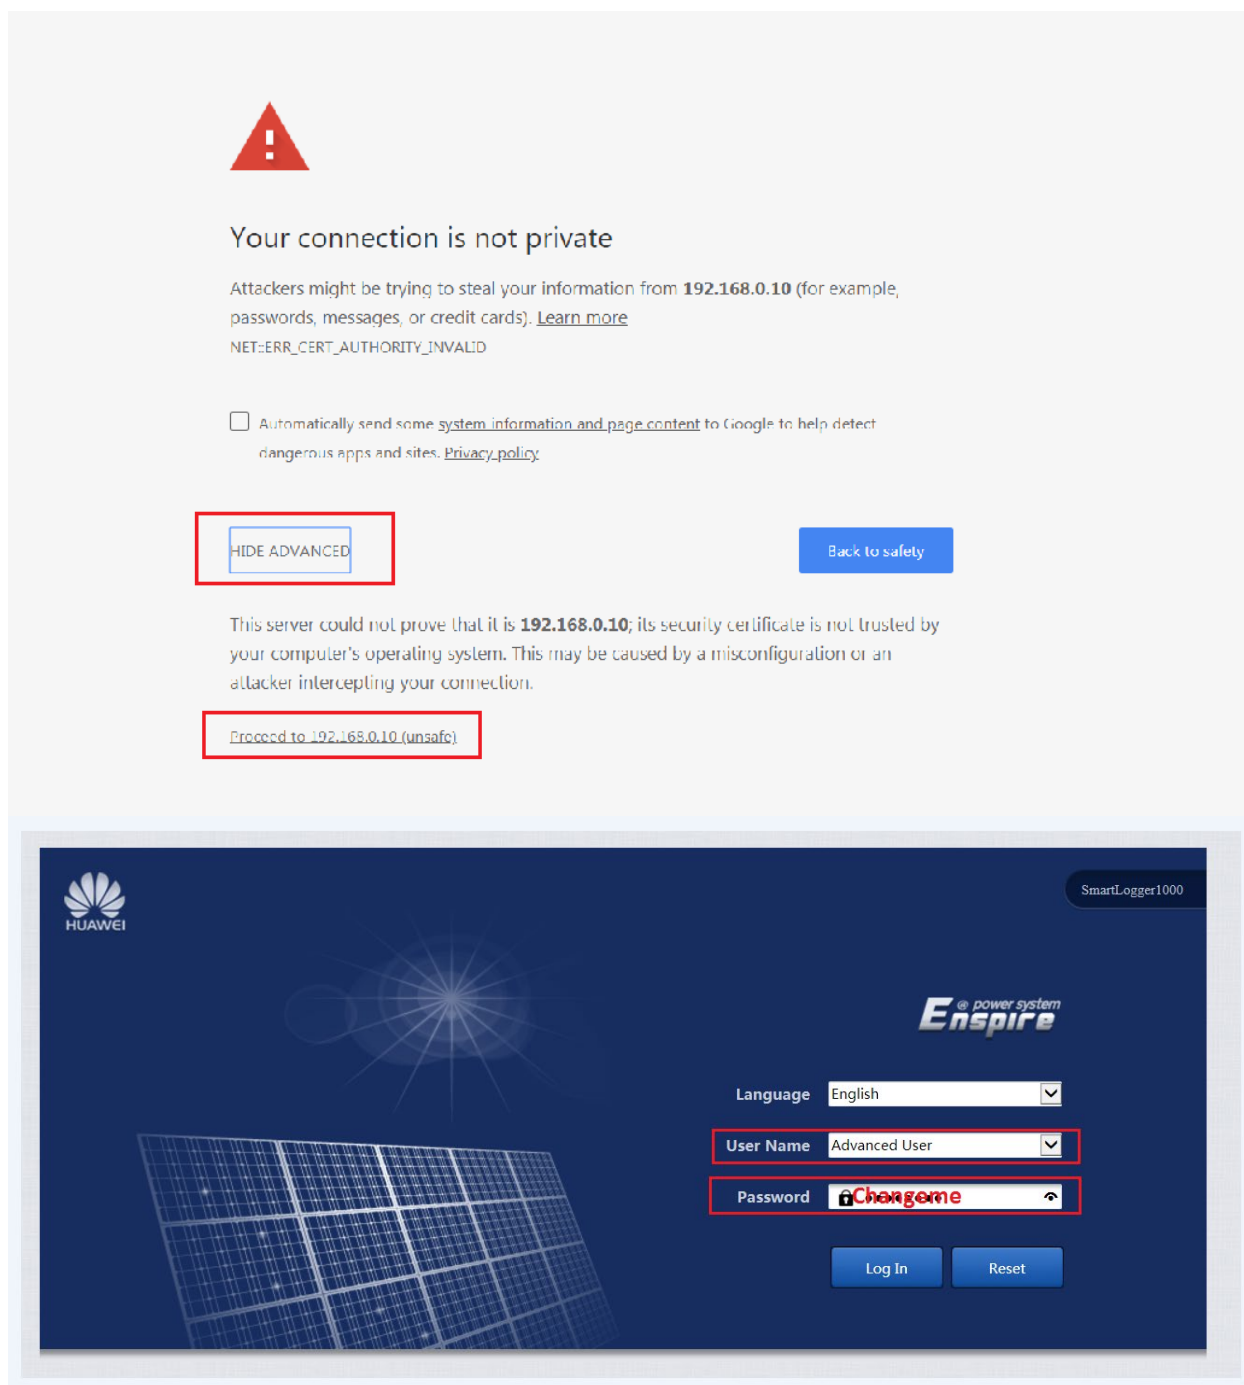 Your connection is not private
Attackers might be trying to steal your information from 192.168.0.10 (for example,
passwords, messages, or credit cards). Learn more
NET::ERR_CERT_AUTHORITY_INVALID
Automatically send some system information and page content to Google to help detect
dangerous apps and sites. Privacy policy
HIDE ADVANCED
Back to safety
This server could not prove that it is 192.168.0.10; its security certificate is not trusted by
your computer's operating system. This may be caused by a misconfiguration or an
attacker intercepting your connection.
Proceed to 192.168.0.10 (unsafe)
HUAWEI
SmartLogger1000
Enspire @ power system
Language English
User Name Advanced User
Password Changeme
Log In Reset